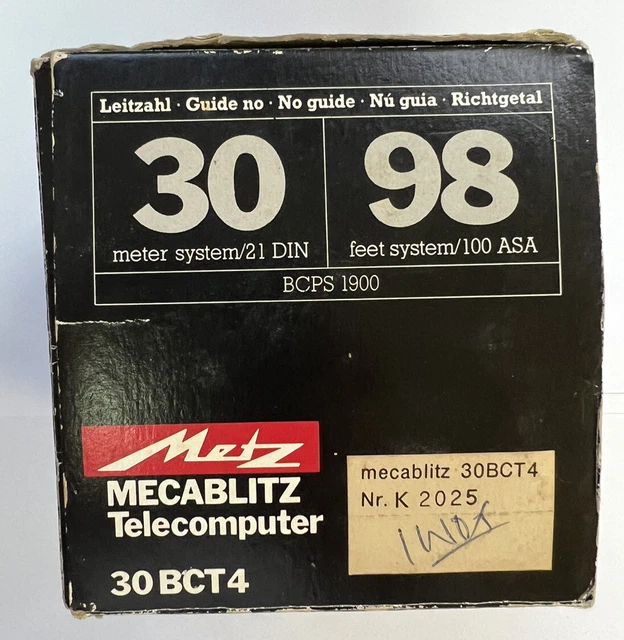 Leitzahl · Guide no · No guide · Nú guia · Richtgetal
30
meter system/21 DIN
98
feet system/100 ASA
BCPS 1900
Metz
MECABLITZ
Telecomputer
30 BCT4
mecablitz 30BCT4
Nr. K 2025